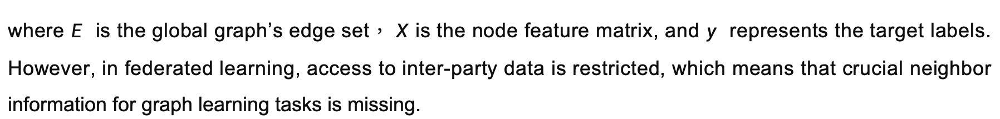 where E is the global graph’s edge set， X is the node feature matrix, and y represents the target labels.
However, in federated learning, access to inter-party data is restricted, which means that crucial neighbor
information for graph learning tasks is missing.